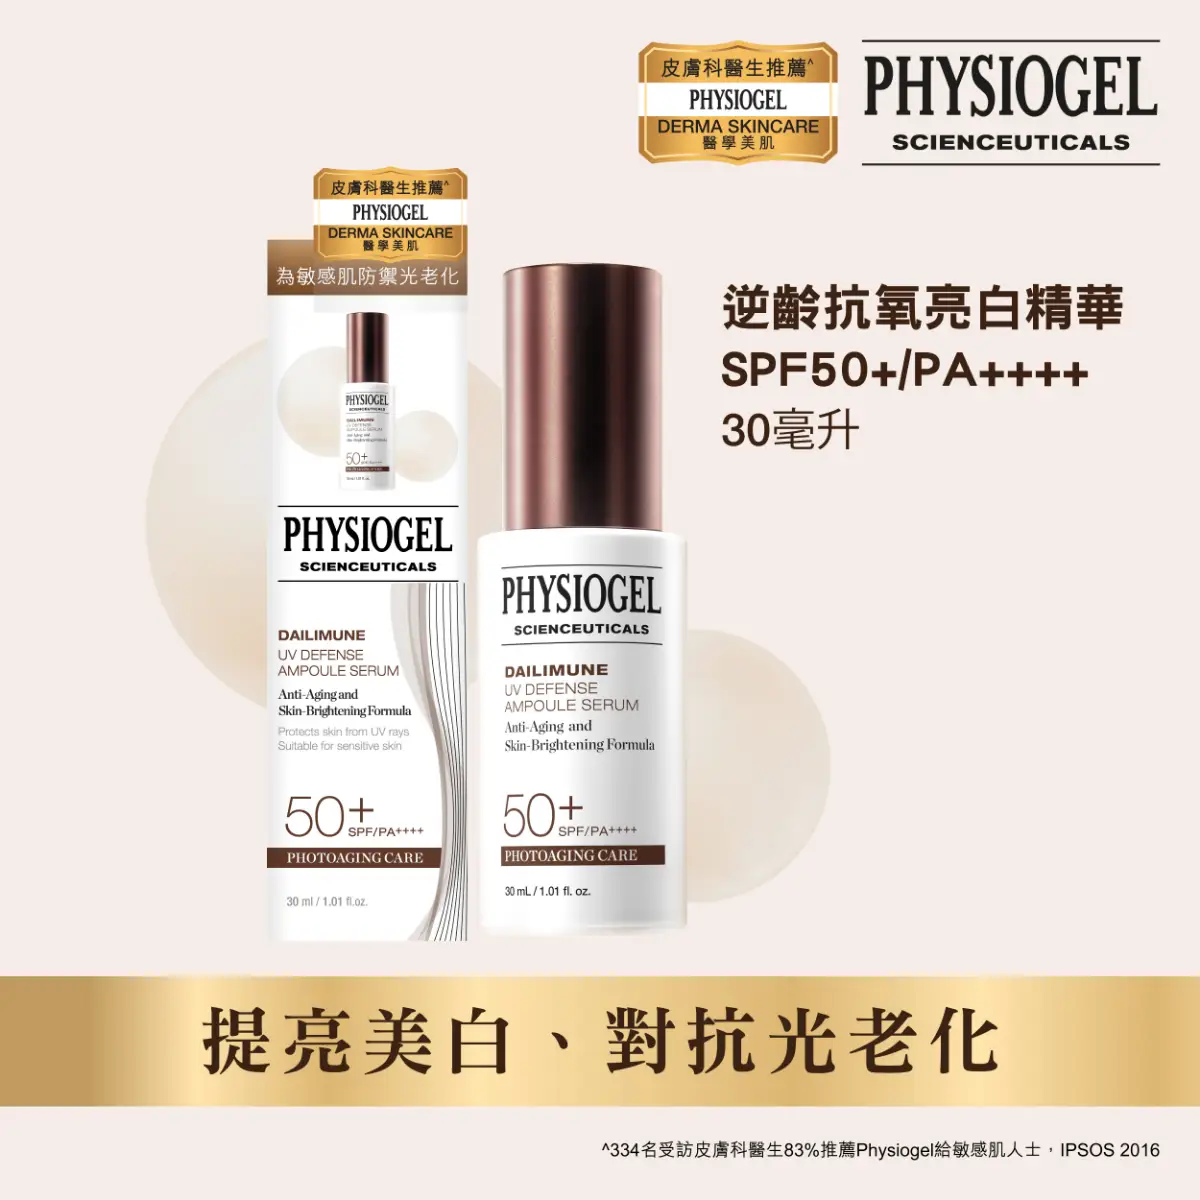 皮膚科醫生推薦^
PHYSIOGEL
DERMA SKINCARE
醫學美肌
PHYSIOGEL
SCIENCEUTICALS
皮膚科醫生推薦^
PHYSIOGEL
DERMA SKINCARE
醫學美肌
為敏感肌防禦光老化
PHYSIOGEL
SCIENCEUTICALS
50+
PHYSIOGEL
SCIENCEUTICALS
DAILIMUNE
UV DEFENSE
AMPOULE SERUM
Anti-Aging and
Skin-Brightening Formula
Protects skin from UV rays
Suitable for sensitive skin
50+
SPF/PA++++
PHOTOAGING CARE
30 ml / 1.01 fl.oz.
PHYSIOGEL
SCIENCEUTICALS
DAILIMUNE
UV DEFENSE
AMPOULE SERUM
Anti-Aging and
Skin-Brightening Formula
50+
SPF/PA++++
PHOTOAGING CARE
30 mL / 1.01 fl. oz.
逆齡抗氧亮白精華
SPF50+/PA++++
30毫升
提亮美白、對抗光老化
^334名受訪皮膚科醫生83%推薦Physiogel給敏感肌人士，IPSOS 2016